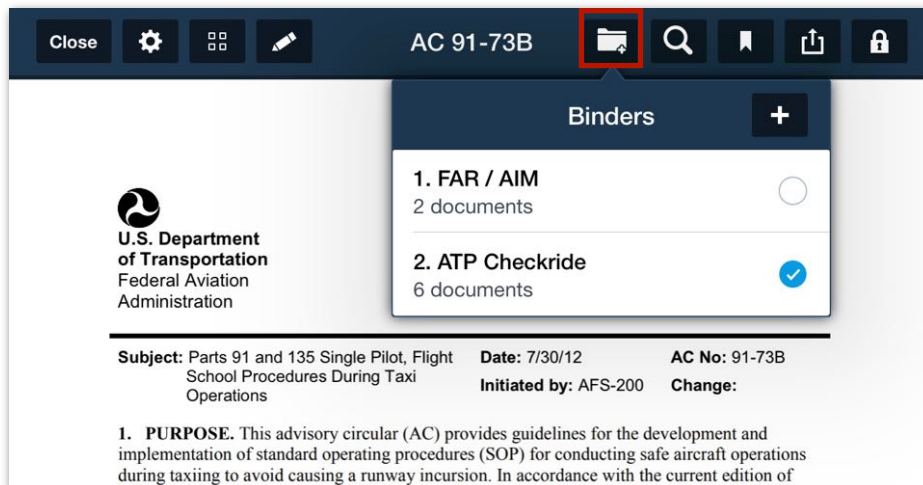 Close
AC 91-73B
Binders
1. FAR / AIM
2 documents
2. ATP Checkride
6 documents
U.S. Department
of Transportation
Federal Aviation
Administration
Subject: Parts 91 and 135 Single Pilot, Flight
School Procedures During Taxi
Operations
Date: 7/30/12
Initiated by: AFS-200
AC No: 91-73B
Change:
1. PURPOSE. This advisory circular (AC) provides guidelines for the development and
implementation of standard operating procedures (SOP) for conducting safe aircraft operations
during taxiing to avoid causing a runway incursion. In accordance with the current edition of